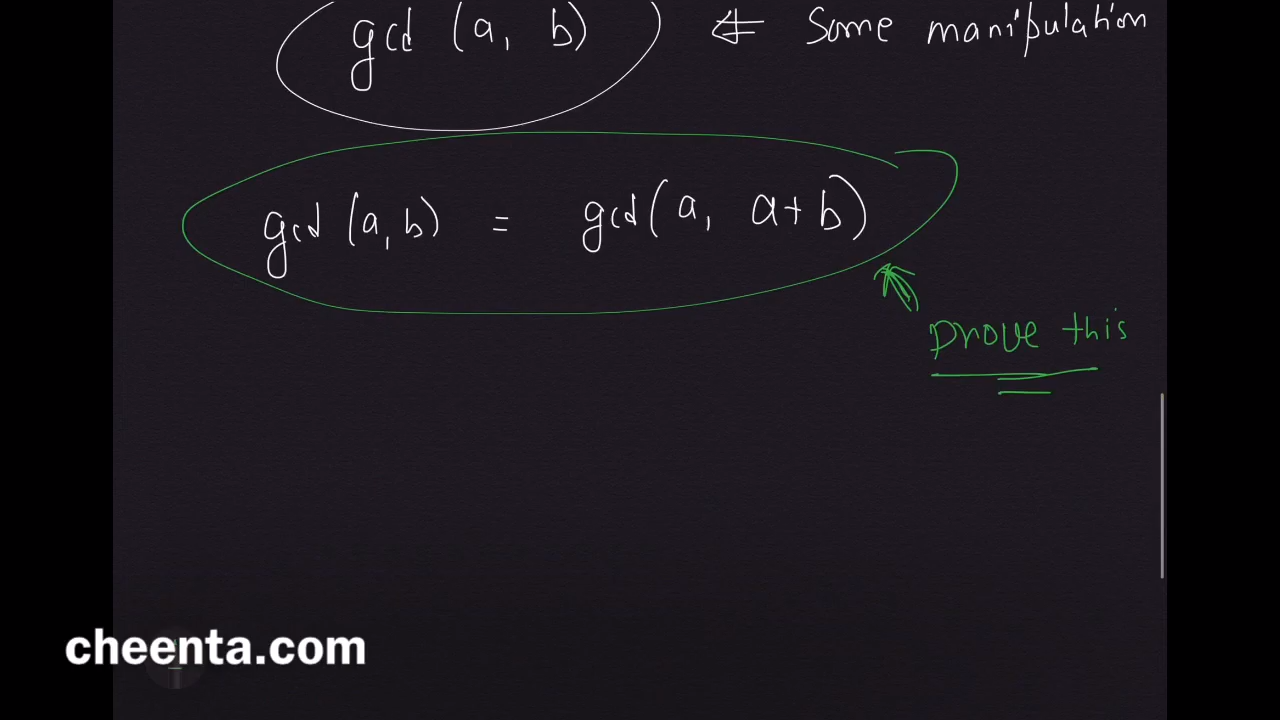 gcd (a, b) ⇐ Some manipulation
gcd (a, b) = gcd (a, a+b)
prove this
cheenta.com